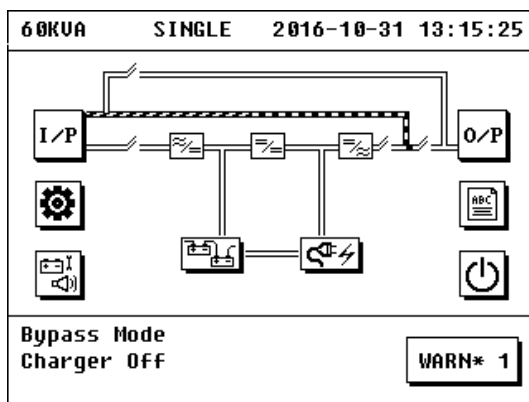 60KVA SINGLE 2016-10-31 13:15:25
I/P
O/P
ABC
Bypass Mode
Charger Off
WARN* 1